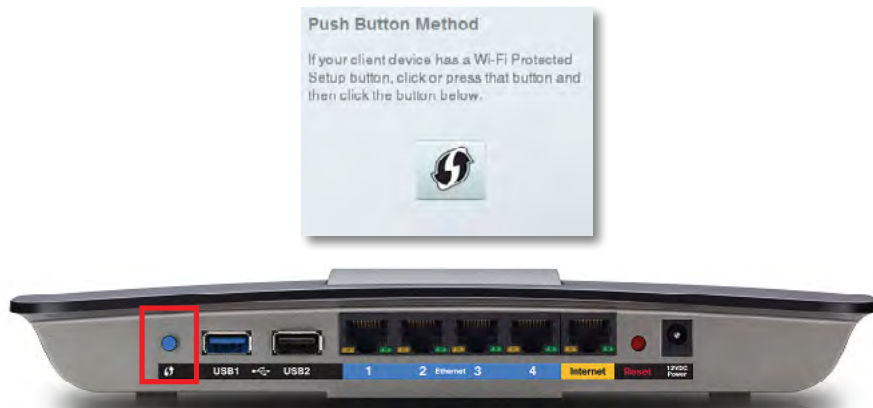 Push Button Method
If your client device has a Wi-Fi Protected
Setup button, click or press that button and
then click the button below.
USB1 USB2 1 2 Ethernet 3 4 Internet Reset 12VDC
Power